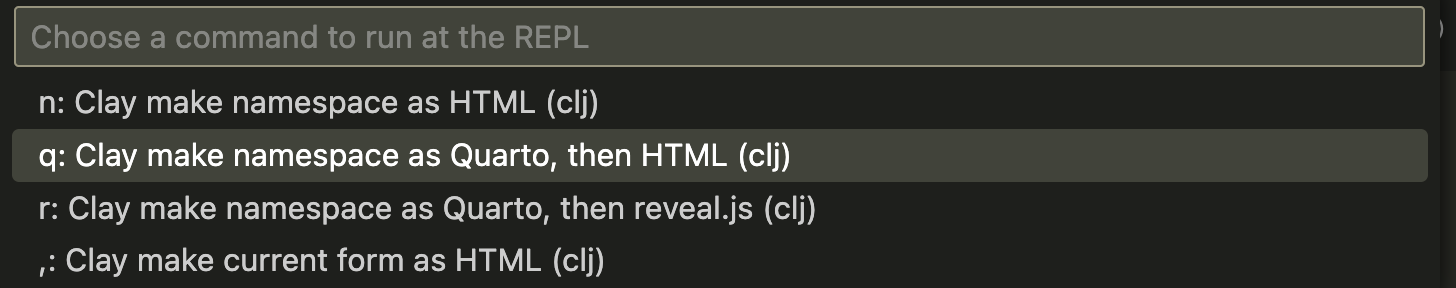 Choose a command to run at the REPL
n: Clay make namespace as HTML (clj)
q: Clay make namespace as Quarto, then HTML (clj)
r: Clay make namespace as Quarto, then reveal.js (clj)
,: Clay make current form as HTML (clj)